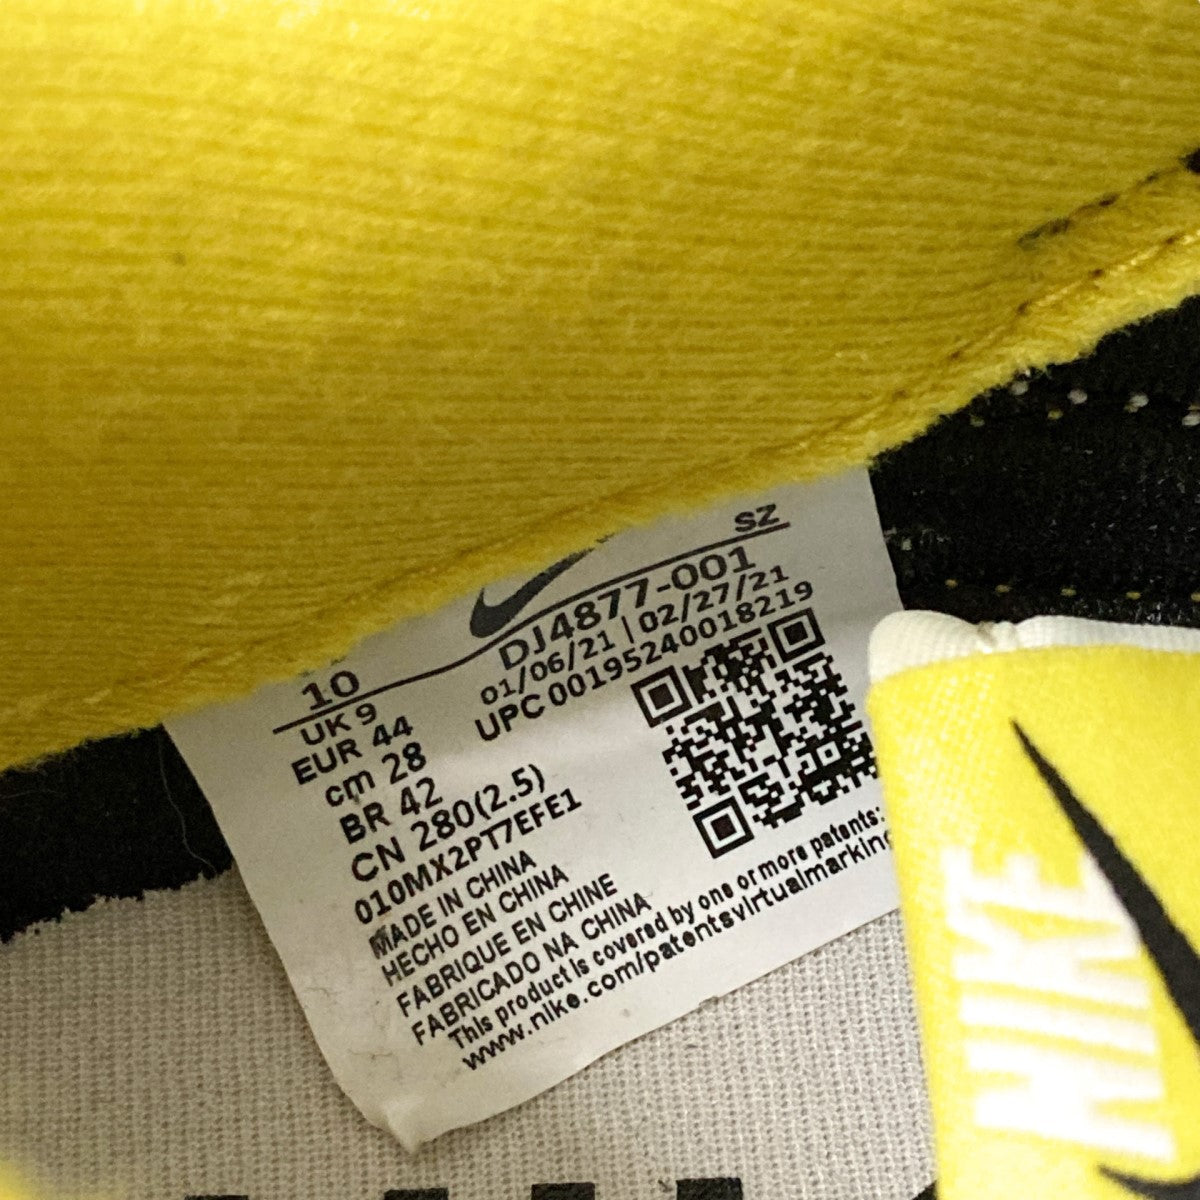 SZ
DJ4877-001
01/06/21 | 02/27/21
UPC 00195240018219
10
UK 9
EUR 44
cm 28
BR 42
CN 280(2.5)
010MX2PT7EFE1
MADE IN CHINA
HECHO EN CHINA
FABRIQUE EN CHINE
FABRICADO NA CHINA
This product is covered by one or more patents:
www.nike.com/patentsvirtualmarking
NIKE